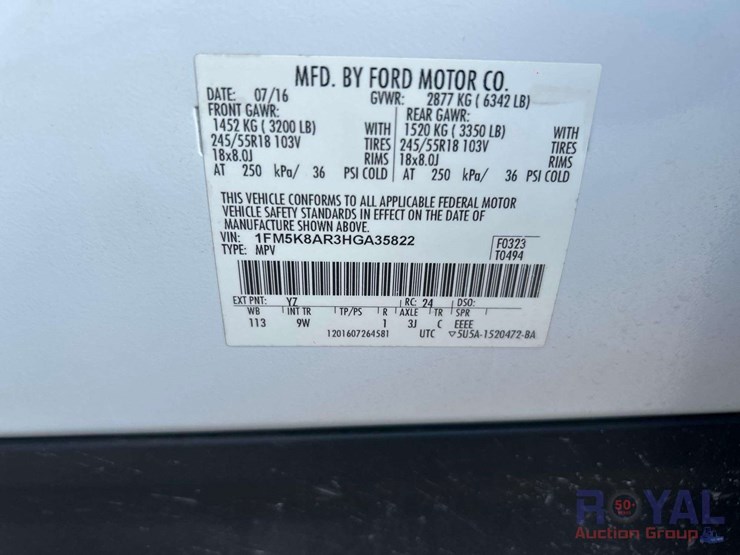 MFD. BY FORD MOTOR CO.
DATE: 07/16 GVWR: 2877 KG ( 6342 LB)
FRONT GAWR: REAR GAWR:
1452 KG ( 3200 LB) WITH 1520 KG ( 3350 LB) WITH
245/55R18 103V TIRES 245/55R18 103V TIRES
18x8.0J RIMS 18x8.0J RIMS
AT 250 kPa/ 36 PSI COLD AT 250 kPa/ 36 PSI COLD
THIS VEHICLE CONFORMS TO ALL APPLICABLE FEDERAL MOTOR
VEHICLE SAFETY STANDARDS IN EFFECT ON THE DATE OF
MANUFACTURE SHOWN ABOVE.
VIN: 1FM5K8AR3HGA35822 F0323
TYPE: MPV T0494
EXT PNT: YZ RC: 24 DSO:
WB INT TR TP/PS R AXLE TR SPR
113 9W 1 3J C EEEE
1201607264581 UTC ▽5U5A-1520472-BA
ROYAL
50
Auction Group